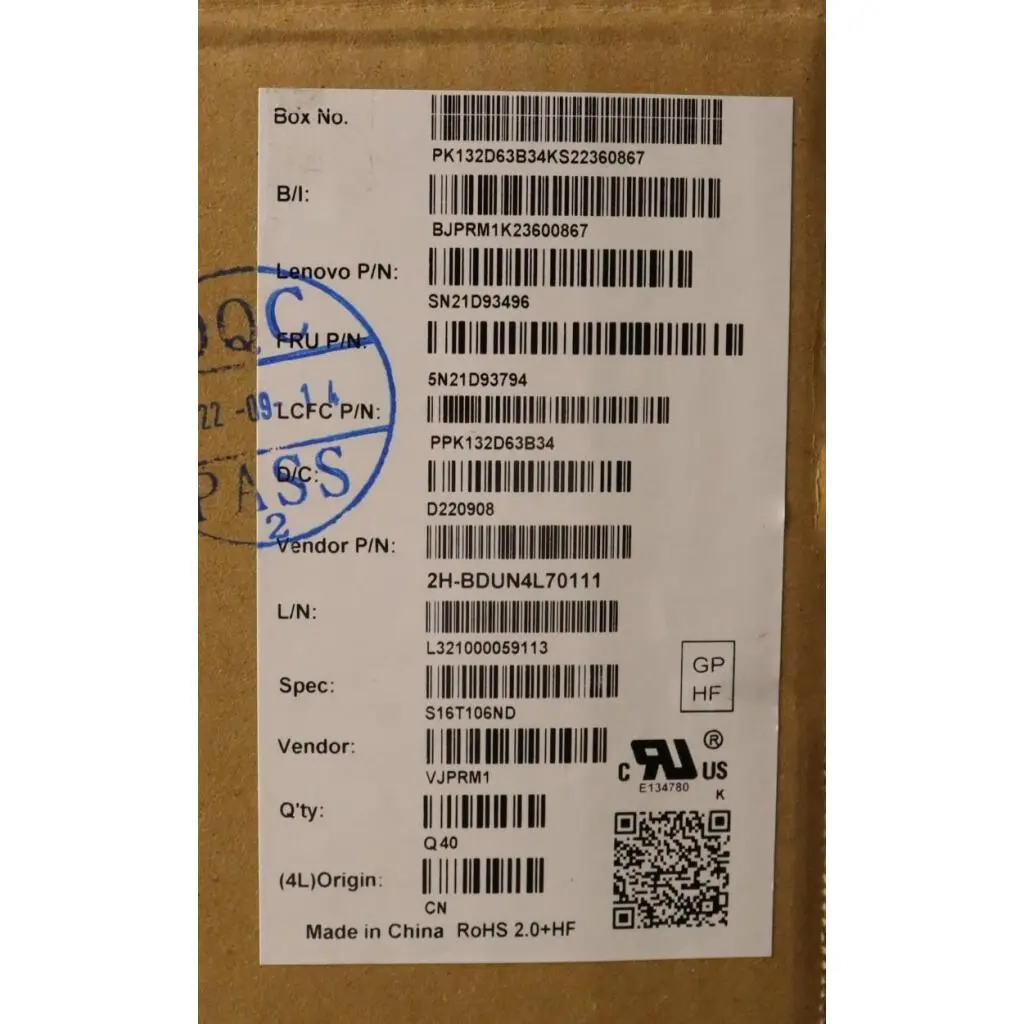 Box No.
PK132D63B34KS22360867
B/I:
BJPRM1K23600867
Lenovo P/N:
SN21D93496
FRU P/N:
5N21D93794
LCFC P/N:
PPK132D63B34
D/C:
D220908
Vendor P/N:
2H-BDUN4L70111
L/N:
L321000059113
Spec:
S16T106ND
Vendor:
VJPRM1
Q'ty:
Q40
(4L)Origin:
CN
Made in China RoHS 2.0+HF
GP
HF
C RU US ®
E134780
K
QC
22-09-14
PASS
2